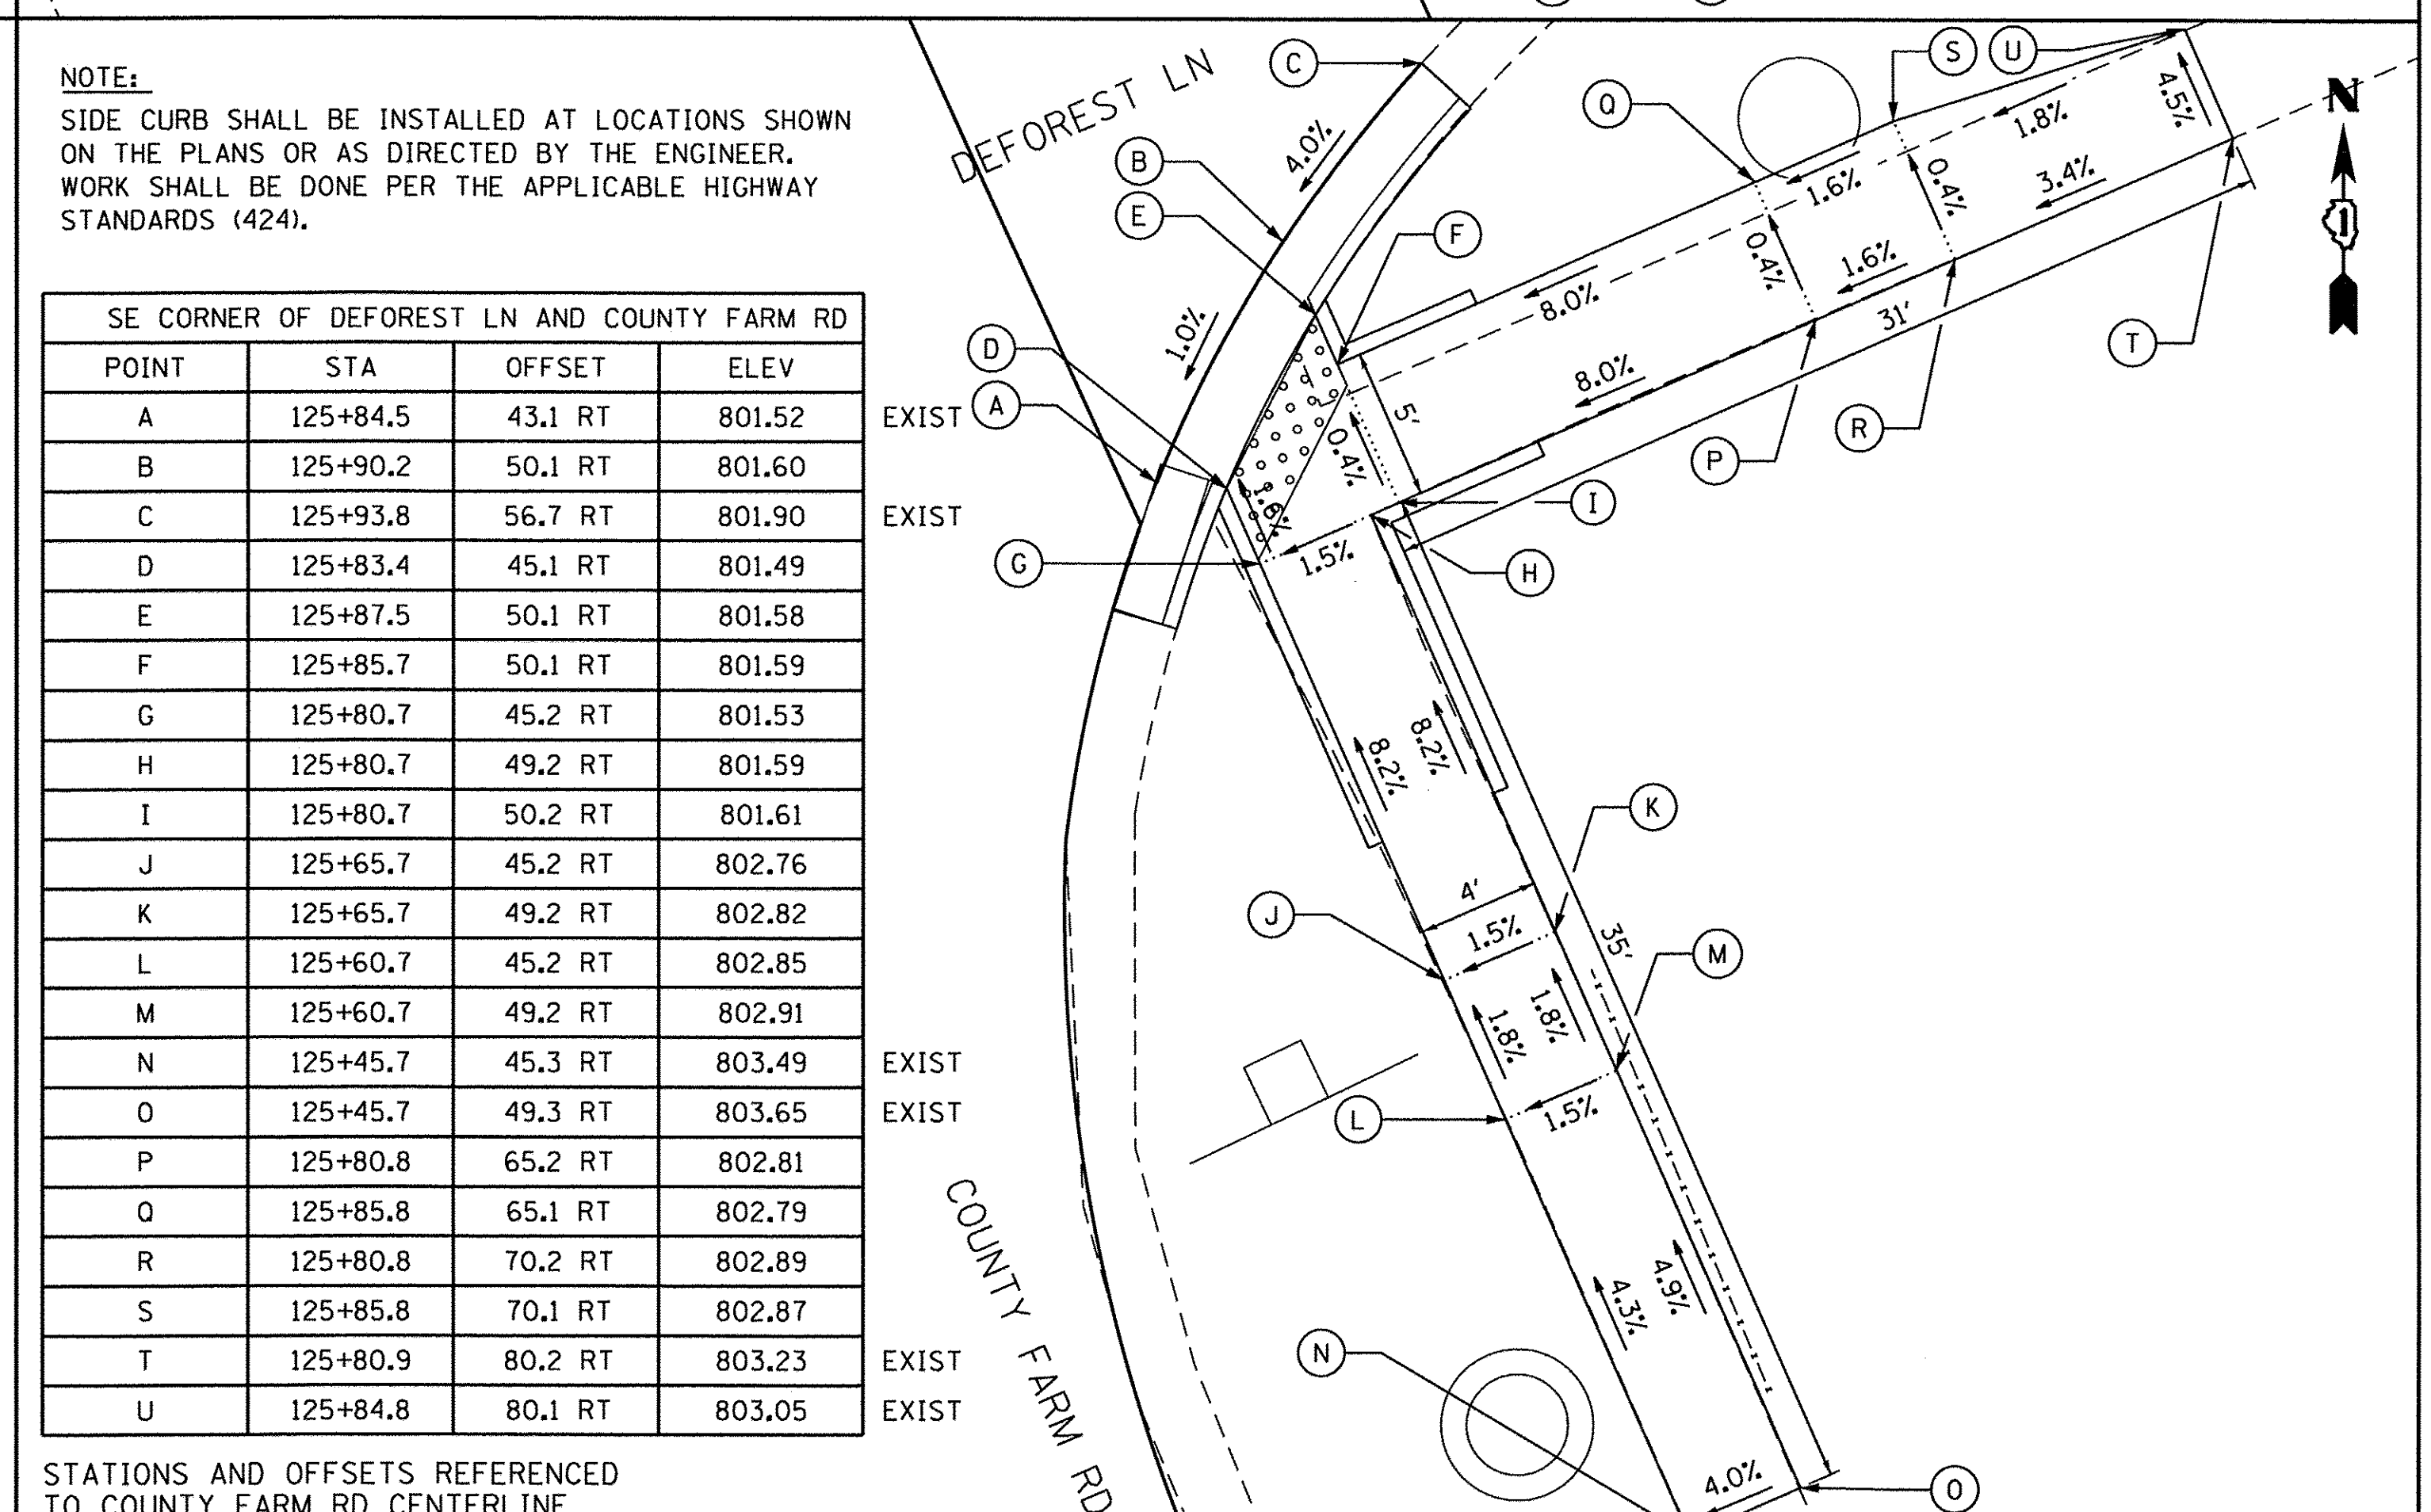 NOTE:
SIDE CURB SHALL BE INSTALLED AT LOCATIONS SHOWN
ON THE PLANS OR AS DIRECTED BY THE ENGINEER.
WORK SHALL BE DONE PER THE APPLICABLE HIGHWAY
STANDARDS (424).
SE CORNER OF DEFOREST LN AND COUNTY FARM RD
POINT STA OFFSET ELEV
A 125+84.5 43.1 RT 801.52 EXIST
B 125+90.2 50.1 RT 801.60
C 125+93.8 56.7 RT 801.90 EXIST
D 125+83.4 45.1 RT 801.49
E 125+87.5 50.1 RT 801.58
F 125+85.7 50.1 RT 801.59
G 125+80.7 45.2 RT 801.53
H 125+80.7 49.2 RT 801.59
I 125+80.7 50.2 RT 801.61
J 125+65.7 45.2 RT 802.76
K 125+65.7 49.2 RT 802.82
L 125+60.7 45.2 RT 802.85
M 125+60.7 49.2 RT 802.91
N 125+45.7 45.3 RT 803.49 EXIST
O 125+45.7 49.3 RT 803.65 EXIST
P 125+80.8 65.2 RT 802.81
Q 125+85.8 65.1 RT 802.79
R 125+80.8 70.2 RT 802.89
S 125+85.8 70.1 RT 802.87
T 125+80.9 80.2 RT 803.23 EXIST
U 125+84.8 80.1 RT 803.05 EXIST
STATIONS AND OFFSETS REFERENCED
TO COUNTY FARM RD CENTERLINE
DEFOREST LN
C
S
U
Q
B
E
F
D
A
G
I
H
P
R
T
K
J
M
L
N
O
4.0%
1.0%
4.5%
1.8%
1.6%
0.4%
3.4%
0.4%
1.6%
8.0%
31'
8.0%
5'
0.4%
1.5%
8.2%
8.2%
4'
1.5%
35'
1.8%
1.8%
1.5%
4.3%
4.9%
4.0%
COUNTY FARM RD
N